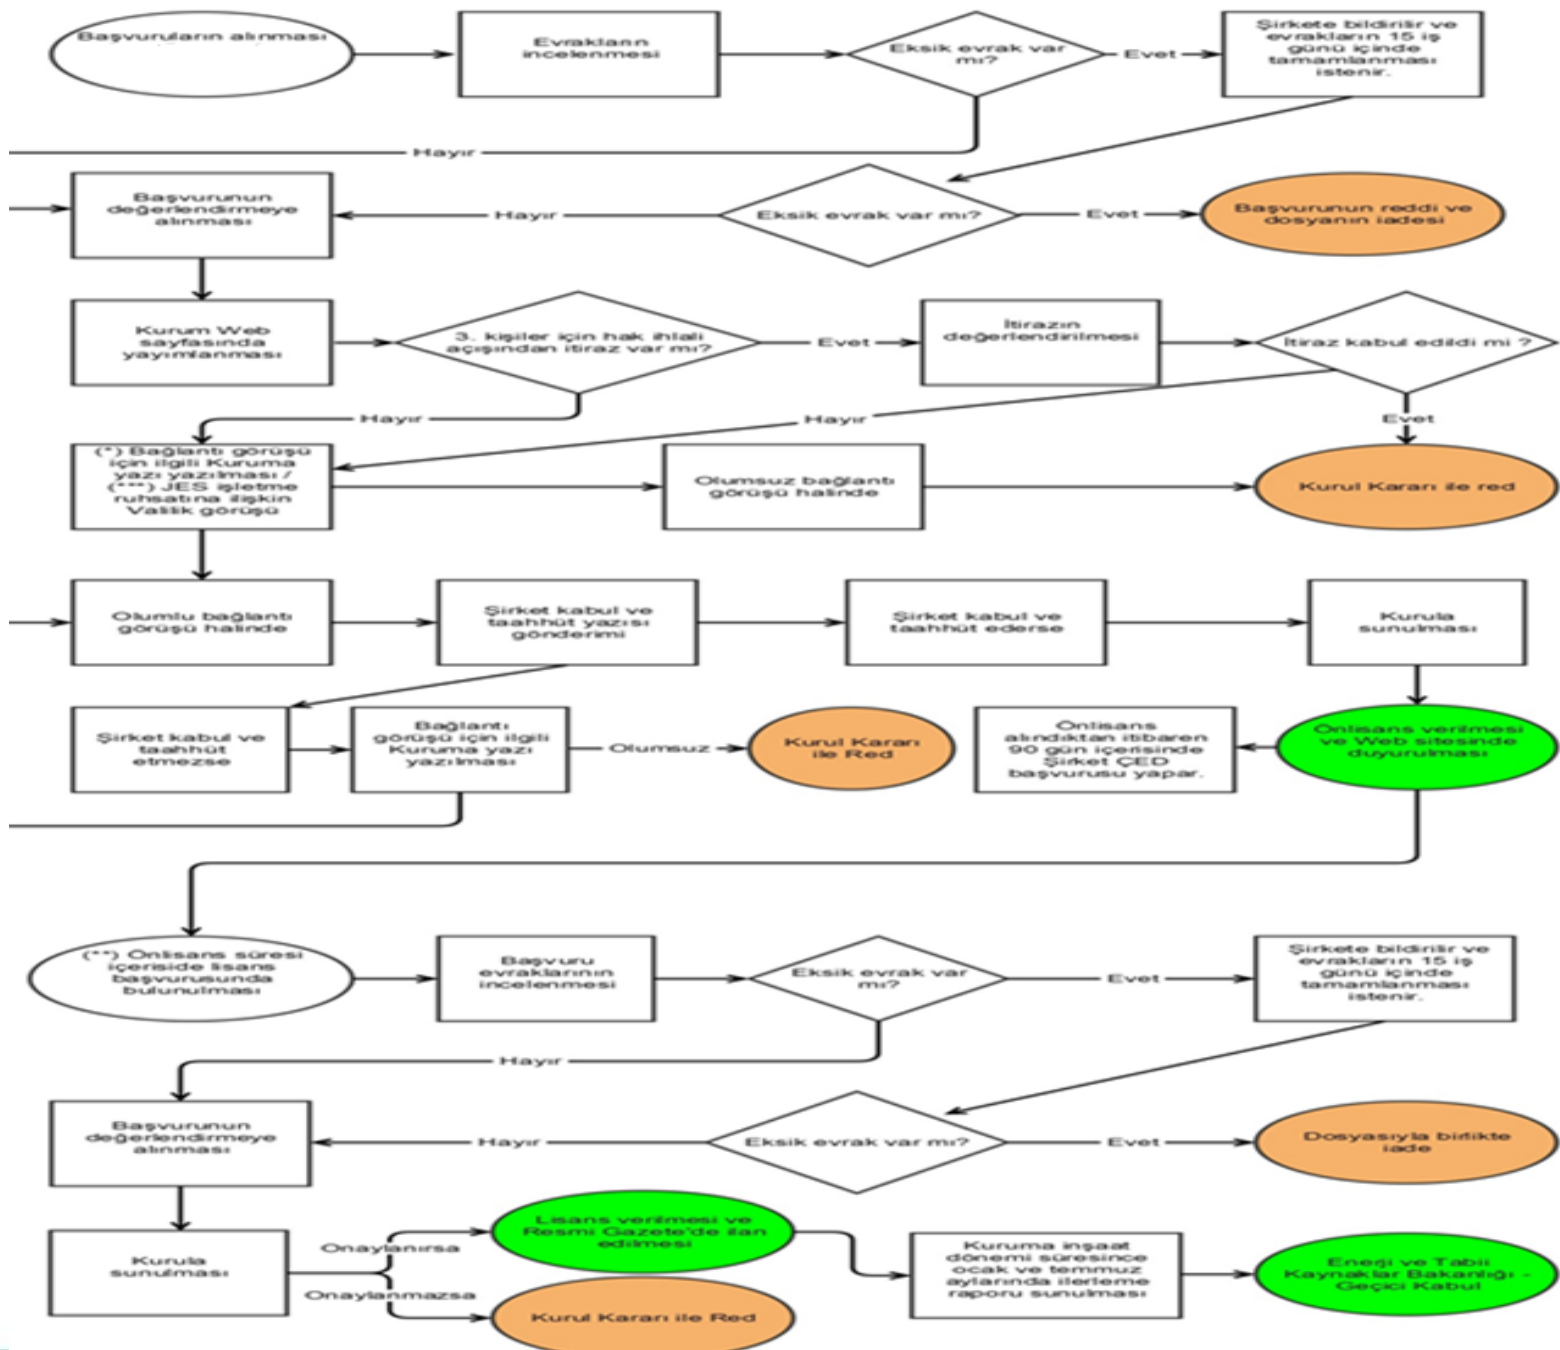 Başvuruların alınması
Evrakların
incelenmesi
Eksik evrak var
mı?
Evet
Şirkete bildirilir ve
evrakların 15 iş
günü içinde
tamamlanması
istenir.
Hayır
Başvurunun
değerlendirmeye
alınması
Hayır
Eksik evrak var mı?
Evet
Başvurunun reddi ve
dosyanın iadesi
Kurum Web
sayfasında
yayımlanması
3. kişiler için hak ihlali
açışından itiraz var mı?
Evet
İtirazın
değerlendirilmesi
İtiraz kabul edildi mi ?
Hayır
Hayır
Evet
(*) Bağlantı görüşü
için ilgili Kuruma
yazı yazılması /
(***) JES işletme
ruhsatına ilişkin
Valilik görüşü
Olumsuz bağlantı
görüşü halinde
Kurul Kararı ile red
Olumlu bağlantı
görüşü halinde
Şirket kabul ve
taahhüt yazısı
gönderimi
Şirket kabul ve
taahhüt ederse
Kurula
sunulması
Şirket kabul ve
taahhüt
etmezse
Bağlantı
görüşü için ilgili
Kuruma yazı
yazılması
Olumsuz
Kurul Kararı
ile Red
Önlisans
alındıktan itibaren
90 gün içerisinde
Şirket ÇED
başvurusu yapar.
Önlisans verilmesi
ve Web sitesinde
duyurulması
(**) Önlisans süresi
içeriside lisans
başvurusunda
bulunulması
Başvuru
evraklarının
incelenmesi
Eksik evrak var
mı?
Evet
Şirkete bildirilir ve
evrakların 15 iş
günü içinde
tamamlanması
istenir.
Hayır
Başvurunun
değerlendirmeye
alınması
Hayır
Eksik evrak var mı?
Evet
Dosyasıyla birlikte
iade
Kurula
sunulması
Onaylanırsa
Onaylanmazsa
Lisans verilmesi ve
Resmi Gazete'de ilan
edilmesi
Kurul Kararı ile Red
Kuruma inşaat
dönemi süresince
ocak ve temmuz
aylarında ilerleme
raporu sunulması
Enerji ve Tabii
Kaynaklar Bakanlığı -
Geçici Kabul